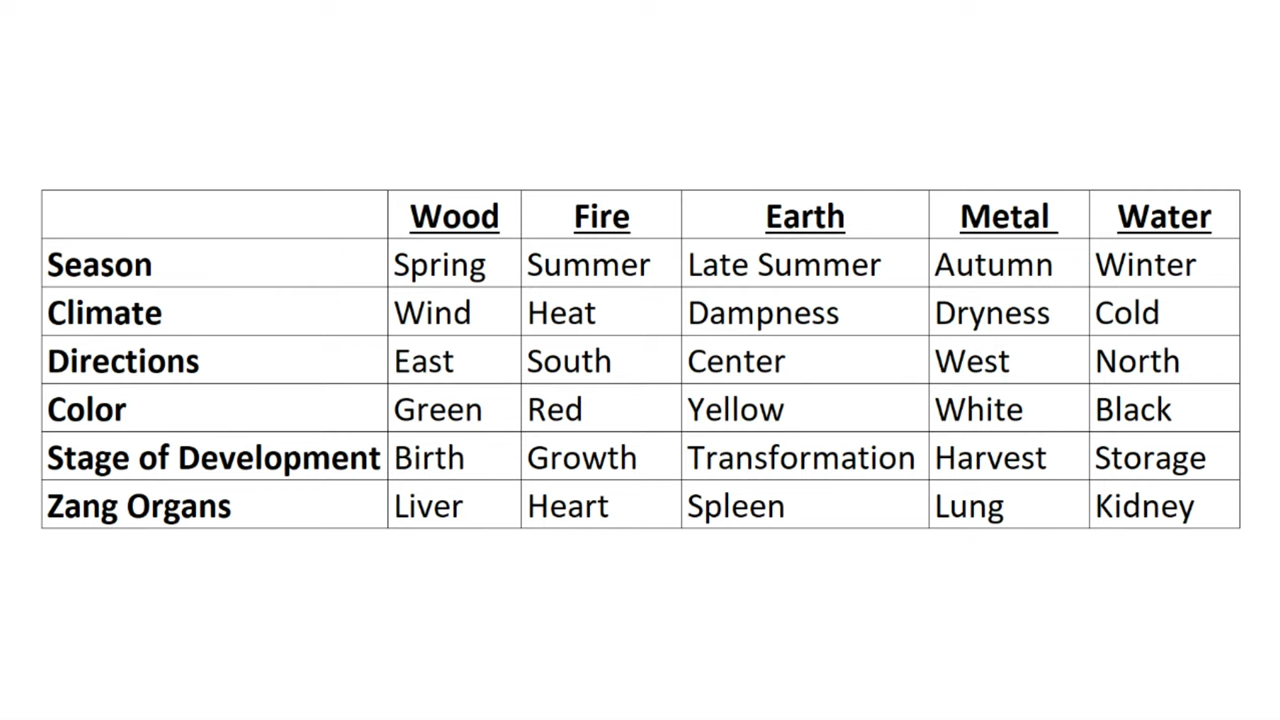 Wood Fire Earth Metal Water
Season Spring Summer Late Summer Autumn Winter
Climate Wind Heat Dampness Dryness Cold
Directions East South Center West North
Color Green Red Yellow White Black
Stage of Development Birth Growth Transformation Harvest Storage
Zang Organs Liver Heart Spleen Lung Kidney